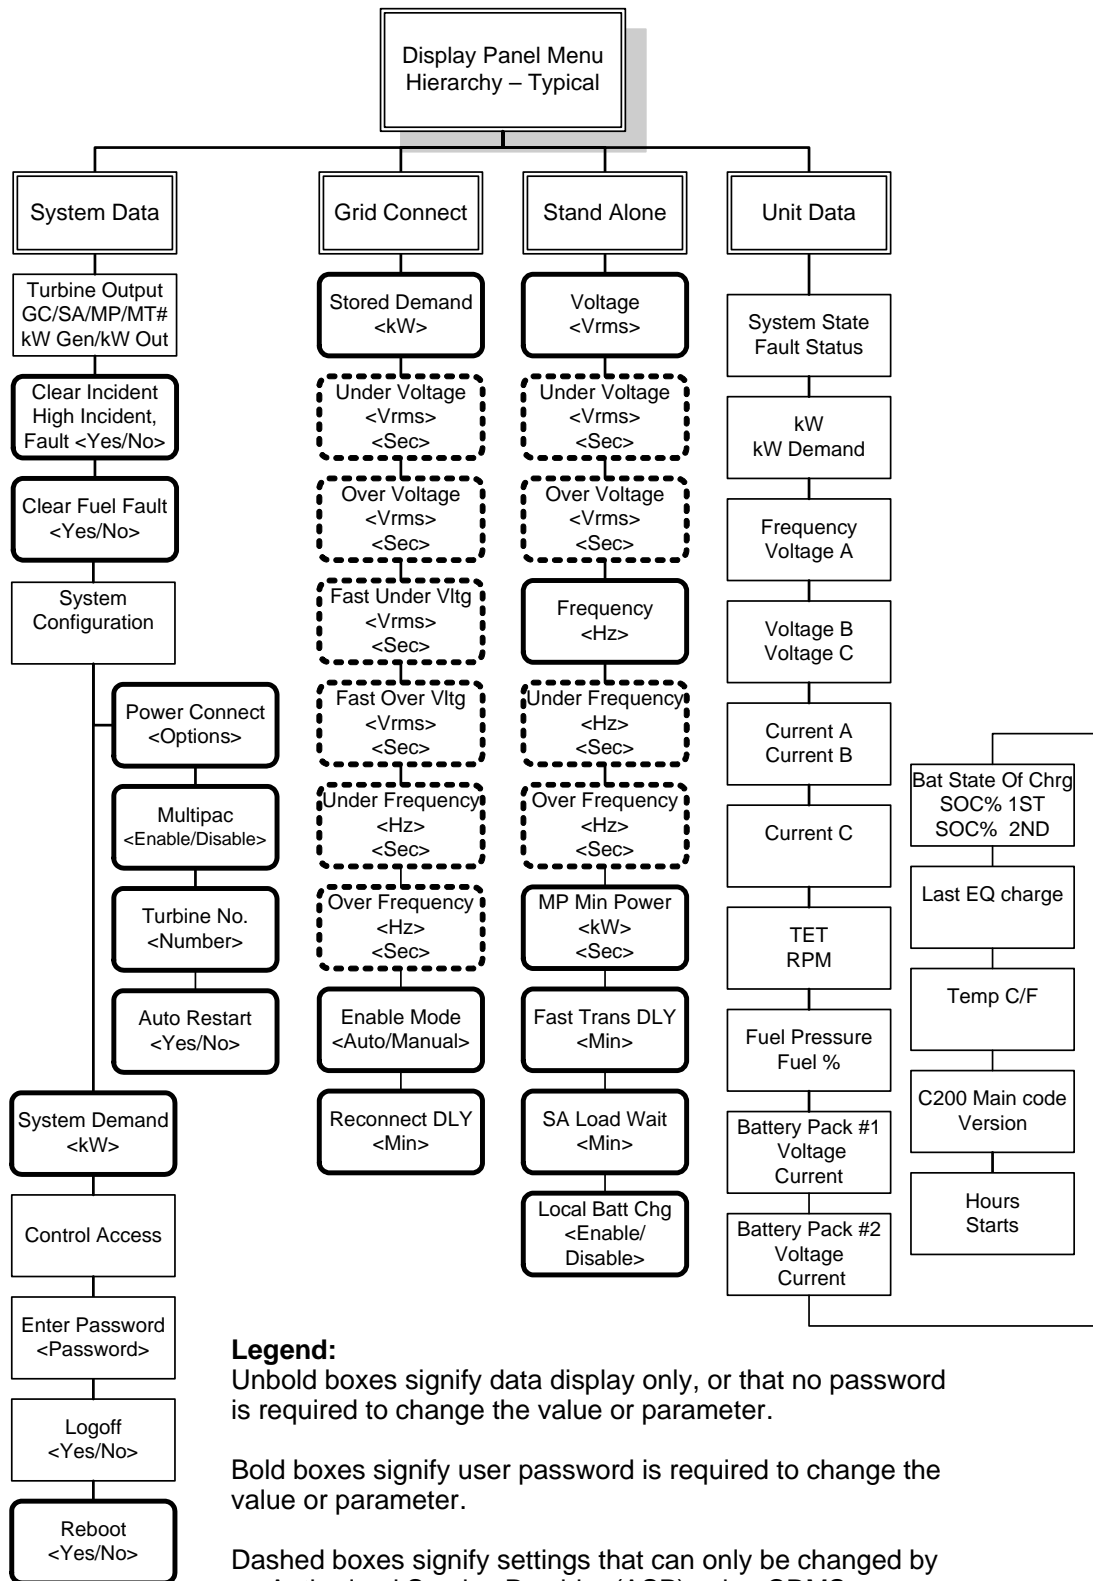 Display Panel Menu
Hierarchy – Typical
System Data
Turbine Output
GC/SA/MP/MT#
kW Gen/kW Out
Clear Incident
High Incident,
Fault <Yes/No>
Clear Fuel Fault
<Yes/No>
System
Configuration
Power Connect
<Options>
Multipac
<Enable/Disable>
Turbine No.
<Number>
Auto Restart
<Yes/No>
System Demand
<kW>
Control Access
Enter Password
<Password>
Logoff
<Yes/No>
Reboot
<Yes/No>
Grid Connect
Stored Demand
<kW>
Under Voltage
<Vrms>
<Sec>
Over Voltage
<Vrms>
<Sec>
Fast Under Vltg
<Vrms>
<Sec>
Fast Over Vltg
<Vrms>
<Sec>
Under Frequency
<Hz>
<Sec>
Over Frequency
<Hz>
<Sec>
Enable Mode
<Auto/Manual>
Reconnect DLY
<Min>
Stand Alone
Voltage
<Vrms>
Under Voltage
<Vrms>
<Sec>
Over Voltage
<Vrms>
<Sec>
Frequency
<Hz>
Under Frequency
<Hz>
<Sec>
Over Frequency
<Hz>
<Sec>
MP Min Power
<kW>
<Sec>
Fast Trans DLY
<Min>
SA Load Wait
<Min>
Local Batt Chg
<Enable/
Disable>
Unit Data
System State
Fault Status
kW
kW Demand
Frequency
Voltage A
Voltage B
Voltage C
Current A
Current B
Current C
TET
RPM
Fuel Pressure
Fuel %
Battery Pack #1
Voltage
Current
Battery Pack #2
Voltage
Current
Bat State Of Chrg
SOC% 1ST
SOC% 2ND
Last EQ charge
Temp C/F
C200 Main code
Version
Hours
Starts
Legend:
Unbold boxes signify data display only, or that no password
is required to change the value or parameter.
Bold boxes signify user password is required to change the
value or parameter.
Dashed boxes signify settings that can only be changed by